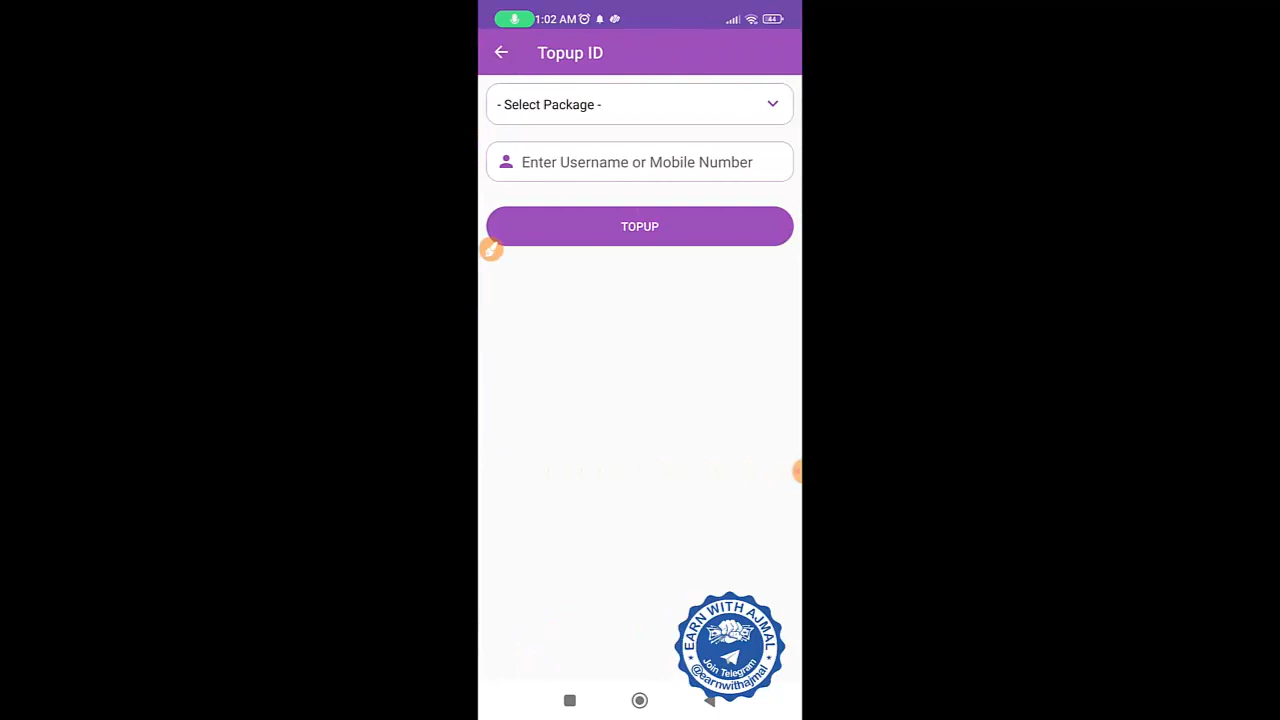 1:02 AM
44
Topup ID
- Select Package -
Enter Username or Mobile Number
TOPUP
EARN WITH AJMAL
Join Telegram
@earnwithajmal